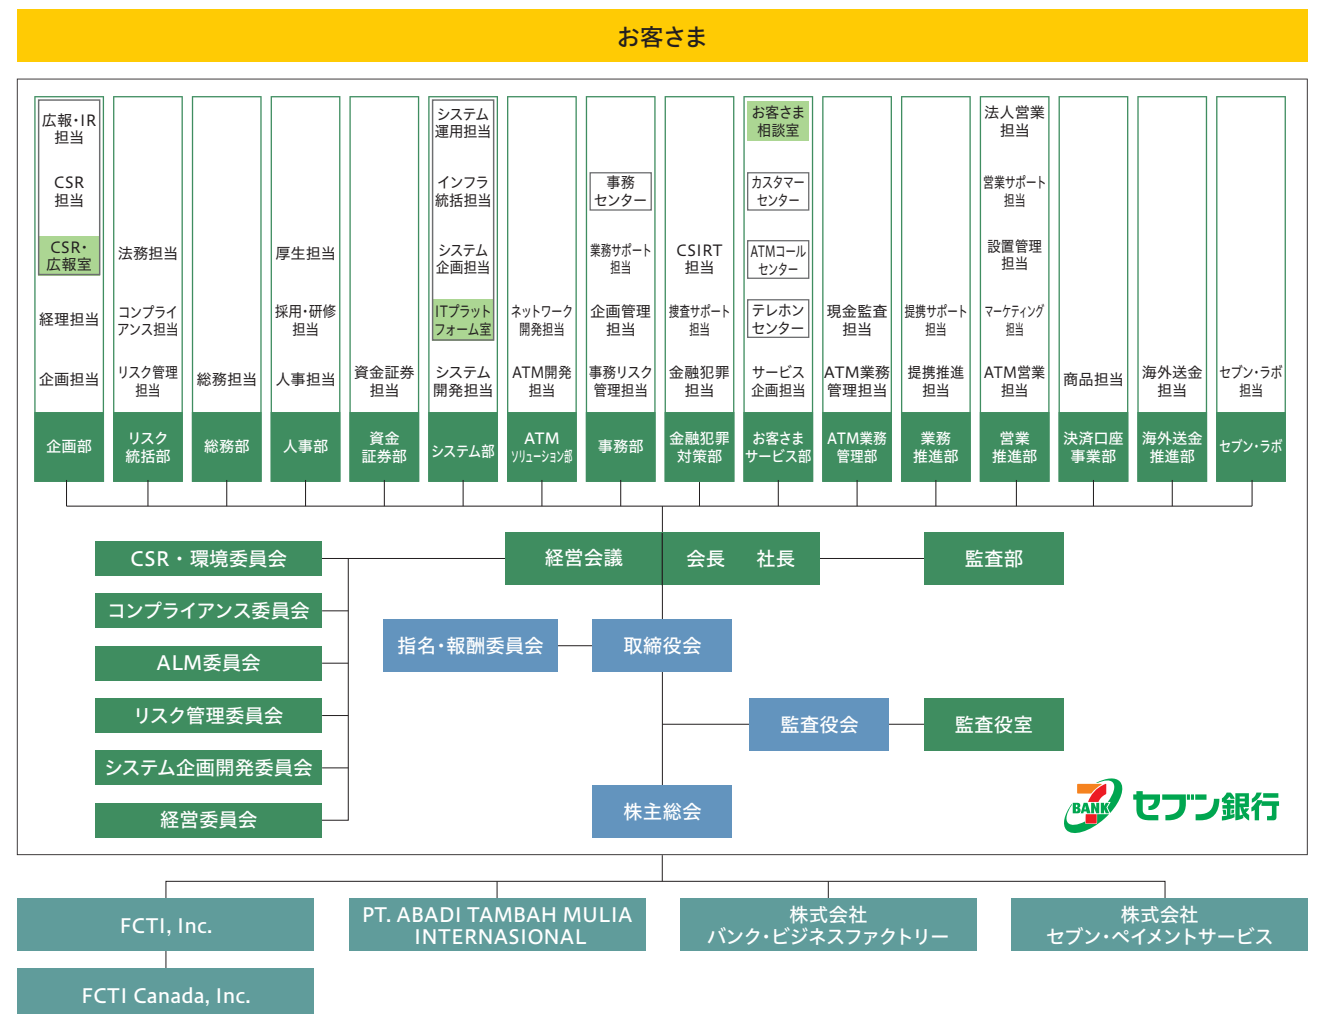 お客さま
広報・IR
担当
CSR
担当
CSR・
広報室
経理担当
企画担当
企画部
法務担当
コンプライ
アンス担当
リスク管理
担当
リスク
統括部
総務担当
総務部
厚生担当
採用・研修
担当
人事担当
人事部
資金証券
担当
資金
証券部
システム
運用担当
インフラ
統括担当
システム
企画担当
ITプラット
フォーム室
システム
開発担当
システム部
ネットワーク
開発担当
ATM開発
担当
ATM
ソリューション部
事務
センター
業務サポート
担当
企画管理
担当
事務リスク
管理担当
事務部
CSIRT
担当
捜査サポート
担当
金融犯罪
担当
金融犯罪
対策部
お客さま
相談室
カスタマー
センター
ATMコール
センター
テレホン
センター
サービス
企画担当
お客さま
サービス部
現金監査
担当
ATM業務
管理担当
ATM業務
管理部
提携サポート
担当
提携推進
担当
業務
推進部
法人営業
担当
営業サポート
担当
設置管理
担当
マーケティング
担当
ATM営業
担当
営業
推進部
商品担当
決済口座
事業部
海外送金
担当
海外送金
推進部
セブン・ラボ
担当
セブン・ラボ
経営会議
会長 社長
監査部
CSR・環境委員会
コンプライアンス委員会
ALM委員会
リスク管理委員会
システム企画開発委員会
経営委員会
指名・報酬委員会
取締役会
監査役会
監査役室
株主総会
7
BANK
セブン銀行
FCTI, Inc.
FCTI Canada, Inc.
PT. ABADI TAMBAH MULIA
INTERNASIONAL
株式会社
バンク・ビジネスファクトリー
株式会社
セブン・ペイメントサービス